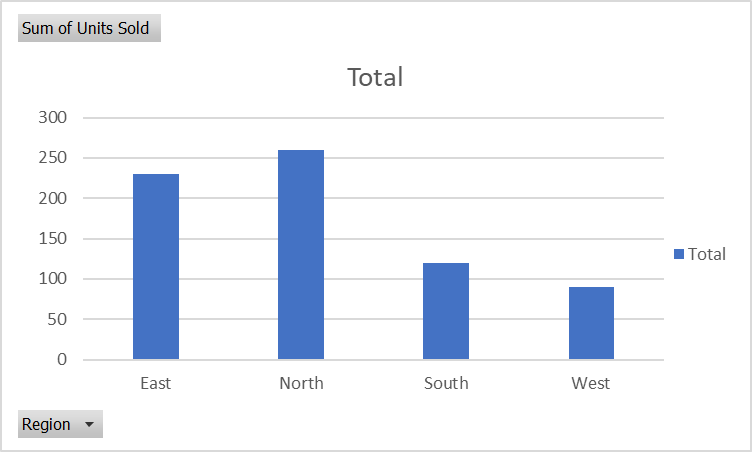 Sum of Units Sold
Total
300
250
200
150
100
50
0
Total
East North South West
Region